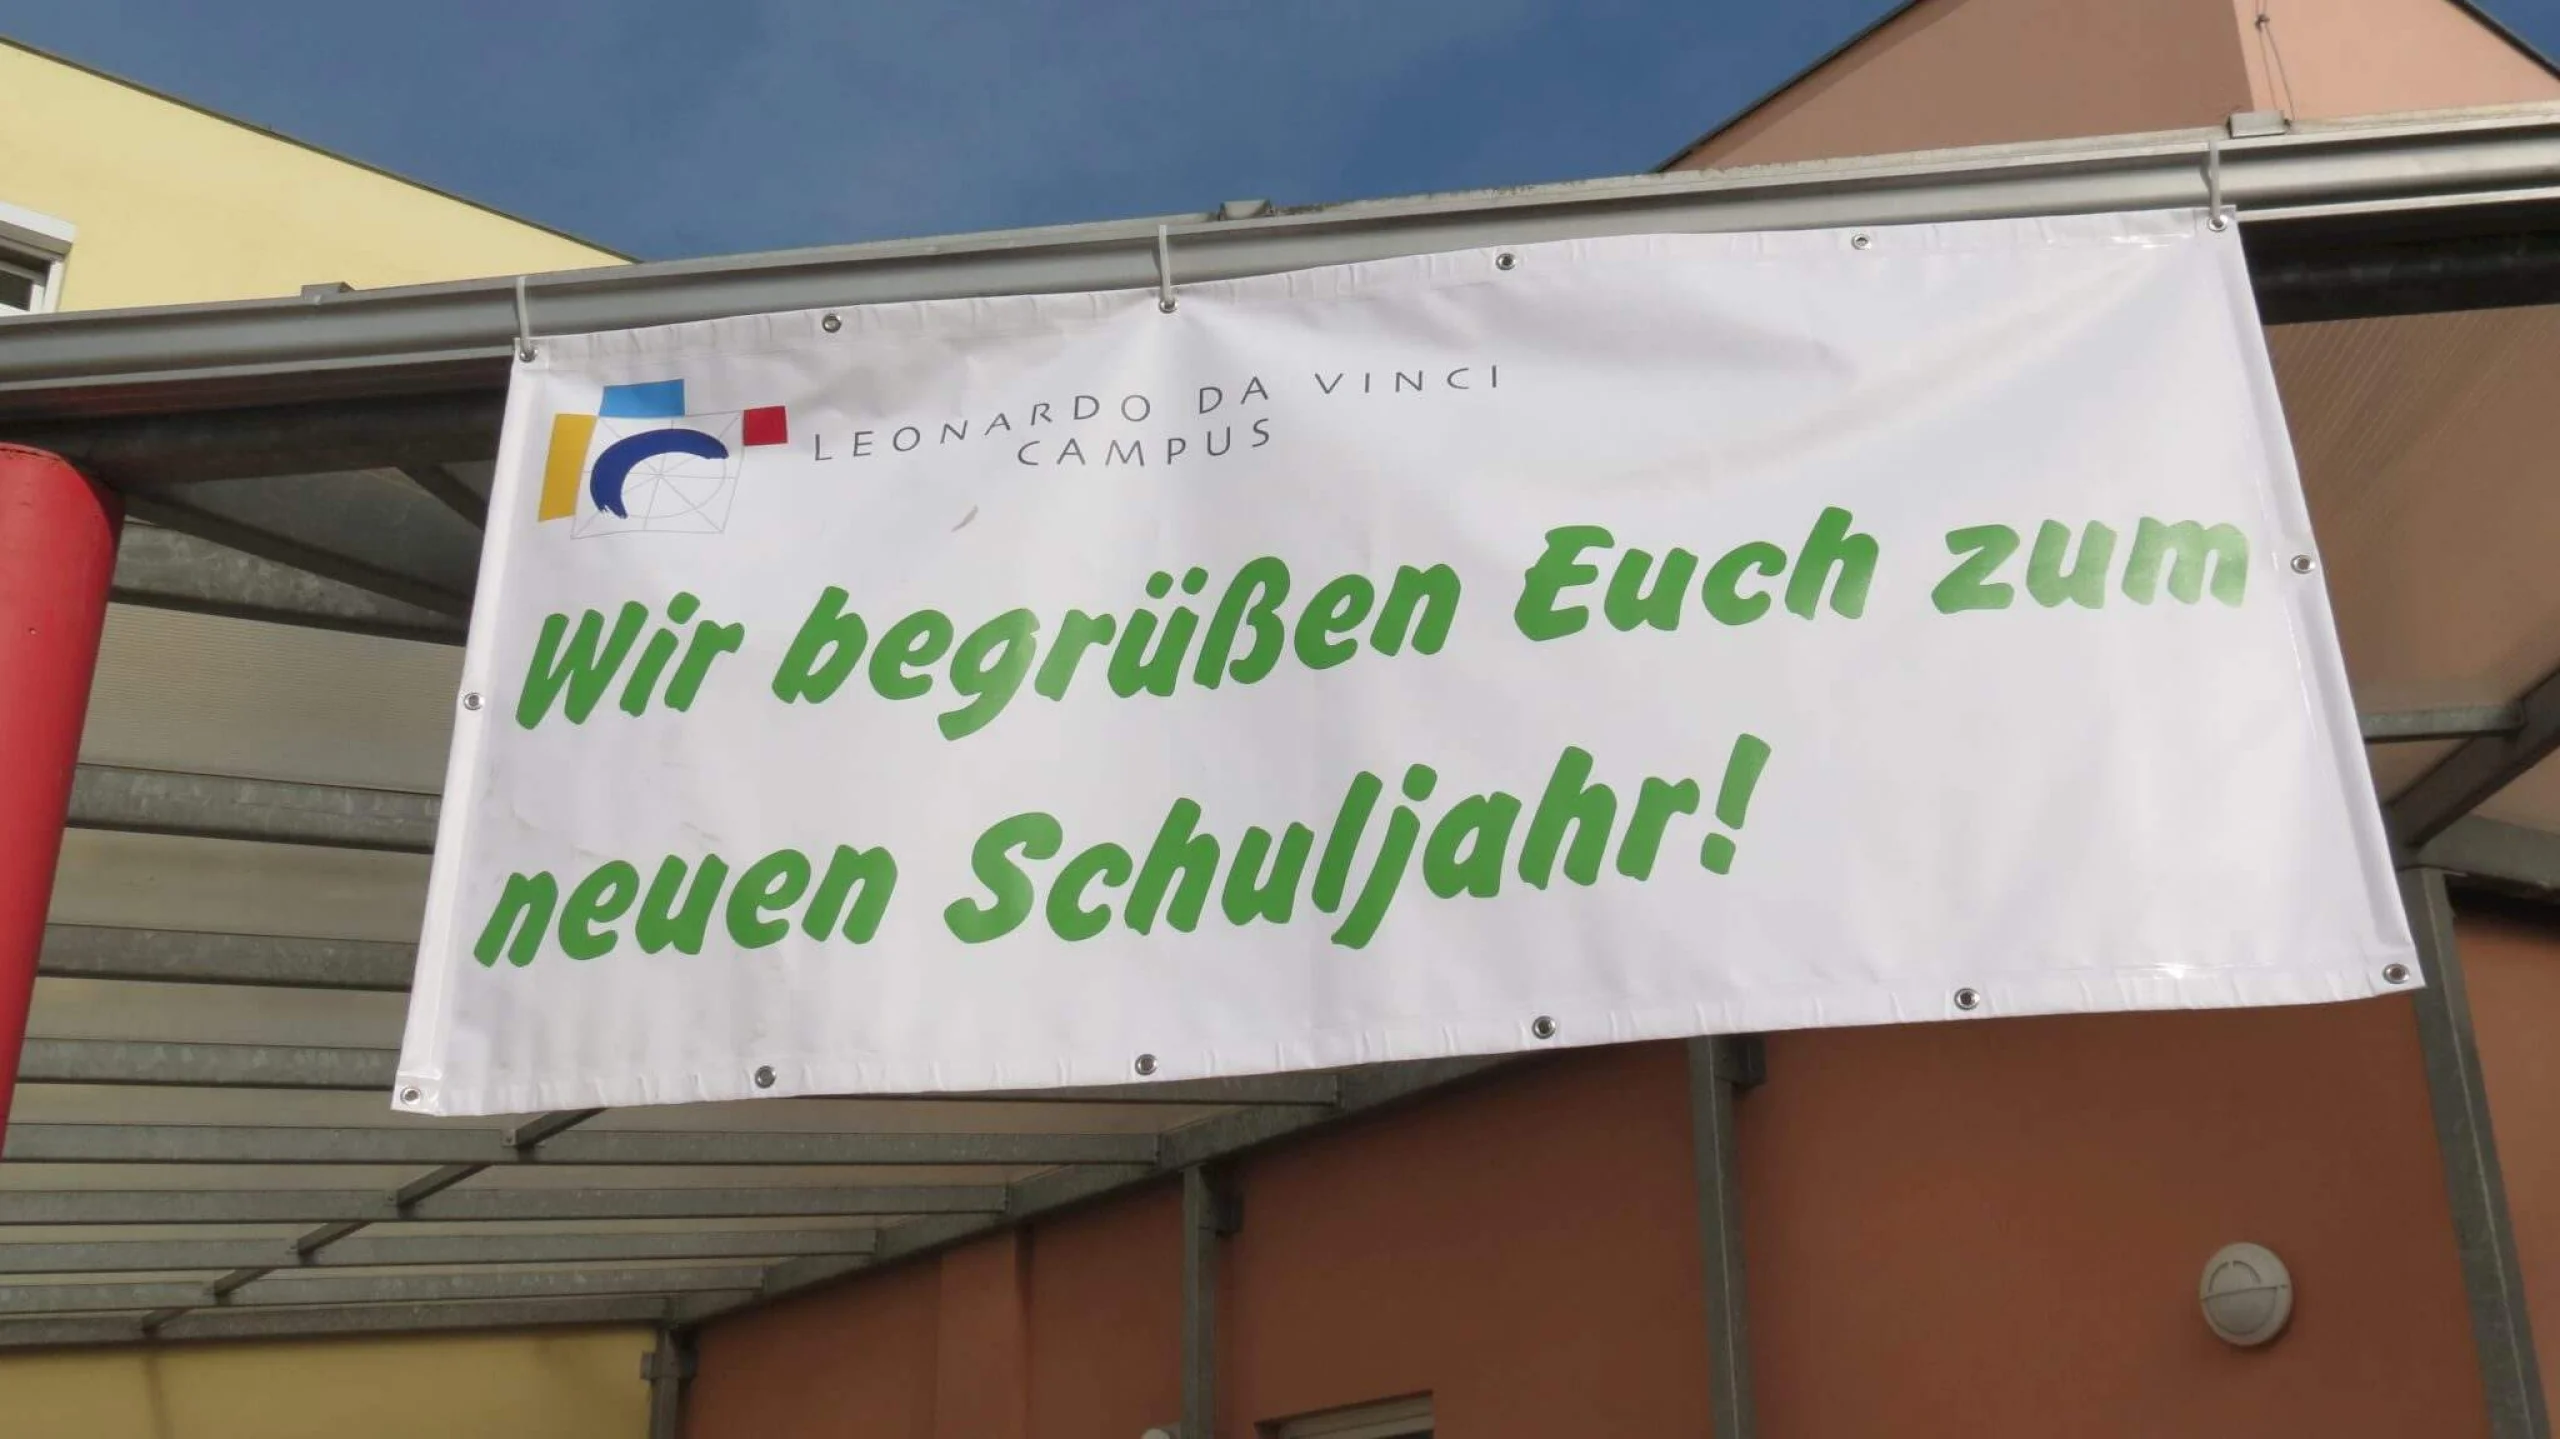 LEONARDO DA VINCI
CAMPUS
Wir begrüßen Euch zum
neuen Schuljahr!